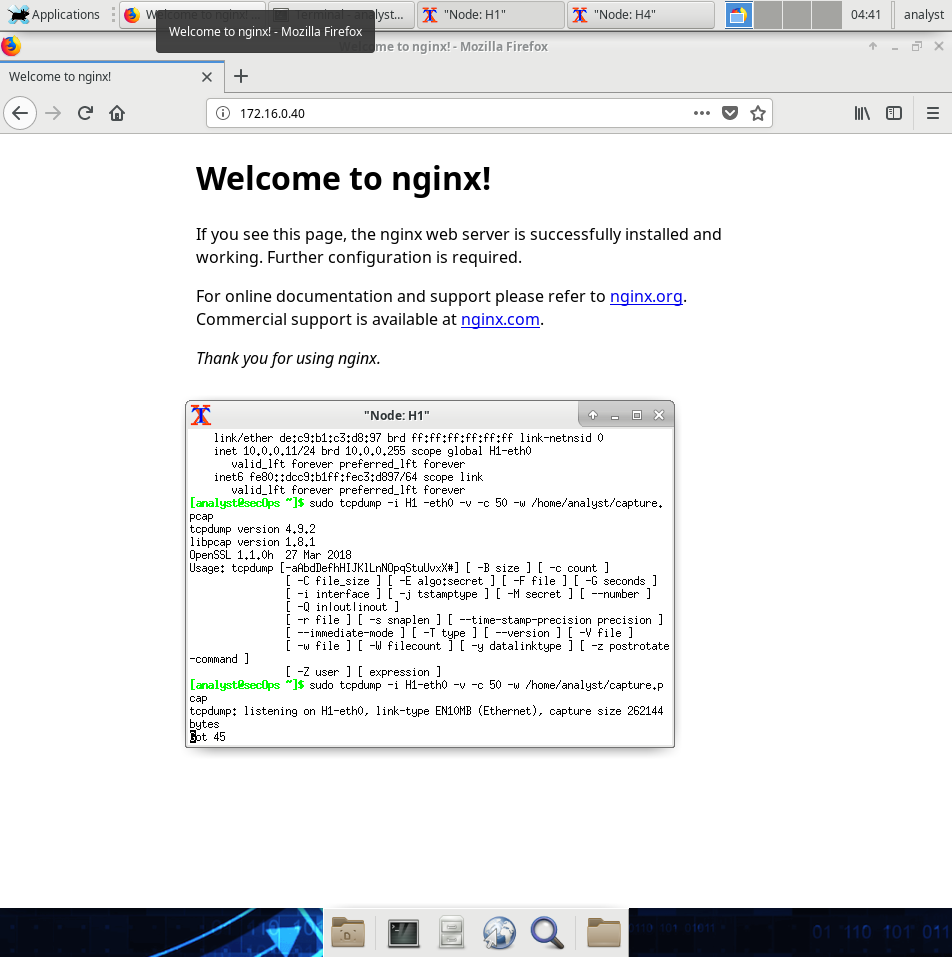 Applications
Welcome to nginx! ...
Terminal - analyst...
"Node: H1"
"Node: H4"
04:41
analyst
Welcome to nginx! - Mozilla Firefox
Welcome to nginx! - Mozilla Firefox
Welcome to nginx!
172.16.0.40
Welcome to nginx!
If you see this page, the nginx web server is successfully installed and
working. Further configuration is required.
For online documentation and support please refer to nginx.org.
Commercial support is available at nginx.com.
Thank you for using nginx.
"Node: H1"
link/ether de:c9:b1:c3:d8:97 brd ff:ff:ff:ff:ff:ff link-netnsid 0
inet 10.0.0.11/24 brd 10.0.0.255 scope global H1-eth0
valid_lft forever preferred_lft forever
inet6 fe80::dcc9:b1ff:fec3:d897/64 scope link
valid_lft forever preferred_lft forever
[analyst@secOps ~]$ sudo tcpdump -i H1 -eth0 -v -c 50 -w /home/analyst/capture.
pcap
tcpdump version 4.9.2
libpcap version 1.8.1
OpenSSL 1.1.0h  27 Mar 2018
Usage: tcpdump [-aAbdDefhHIJKlLnNOpqStuUvxX#] [ -B size ] [ -c count ]
[ -C file_size ] [ -E algo:secret ] [ -F file ] [ -G seconds ]
[ -i interface ] [ -j tstamptype ] [ -M secret ] [ --number ]
[ -Q in|out|inout ]
[ -r file ] [ -s snaplen ] [ --time-stamp-precision precision ]
[ --immediate-mode ] [ -T type ] [ --version ] [ -V file ]
[ -w file ] [ -W filecount ] [ -y datalinktype ] [ -z postrotate
-command ]
[ -Z user ] [ expression ]
[analyst@secOps ~]$ sudo tcpdump -i H1-eth0 -v -c 50 -w /home/analyst/capture.p
cap
tcpdump: listening on H1-eth0, link-type EN10MB (Ethernet), capture size 262144
bytes
Got 45